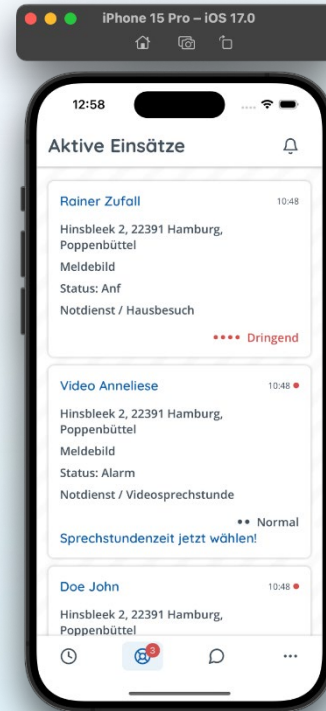 iPhone 15 Pro – iOS 17.0
12:58
Aktive Einsätze
Rainer Zufall
10:48
Hinsbleek 2, 22391 Hamburg,
Poppenbüttel
Meldebild
Status: Anf
Notdienst / Hausbesuch
Dringend
Video Anneliese
10:48
Hinsbleek 2, 22391 Hamburg,
Poppenbüttel
Meldebild
Status: Alarm
Notdienst / Videosprechstunde
Normal
Sprechstundenzeit jetzt wählen!
Doe John
10:48
Hinsbleek 2, 22391 Hamburg,
Poppenbüttel
3